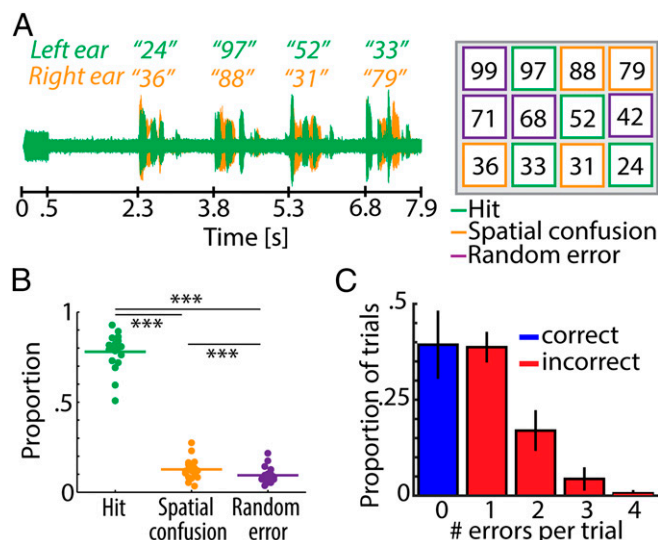 A
Left ear "24" "97" "52" "33"
Right ear "36" "88" "31" "79"
0 .5 2.3 3.8 5.3 6.8 7.9
Time [s]
99 97 88 79
71 68 52 42
36 33 31 24
Hit
Spatial confusion
Random error
B
Proportion
1
.5
0
***
***
***
Hit Spatial confusion Random error
C
Proportion of trials
.5
.25
0
correct
incorrect
0 1 2 3 4
# errors per trial